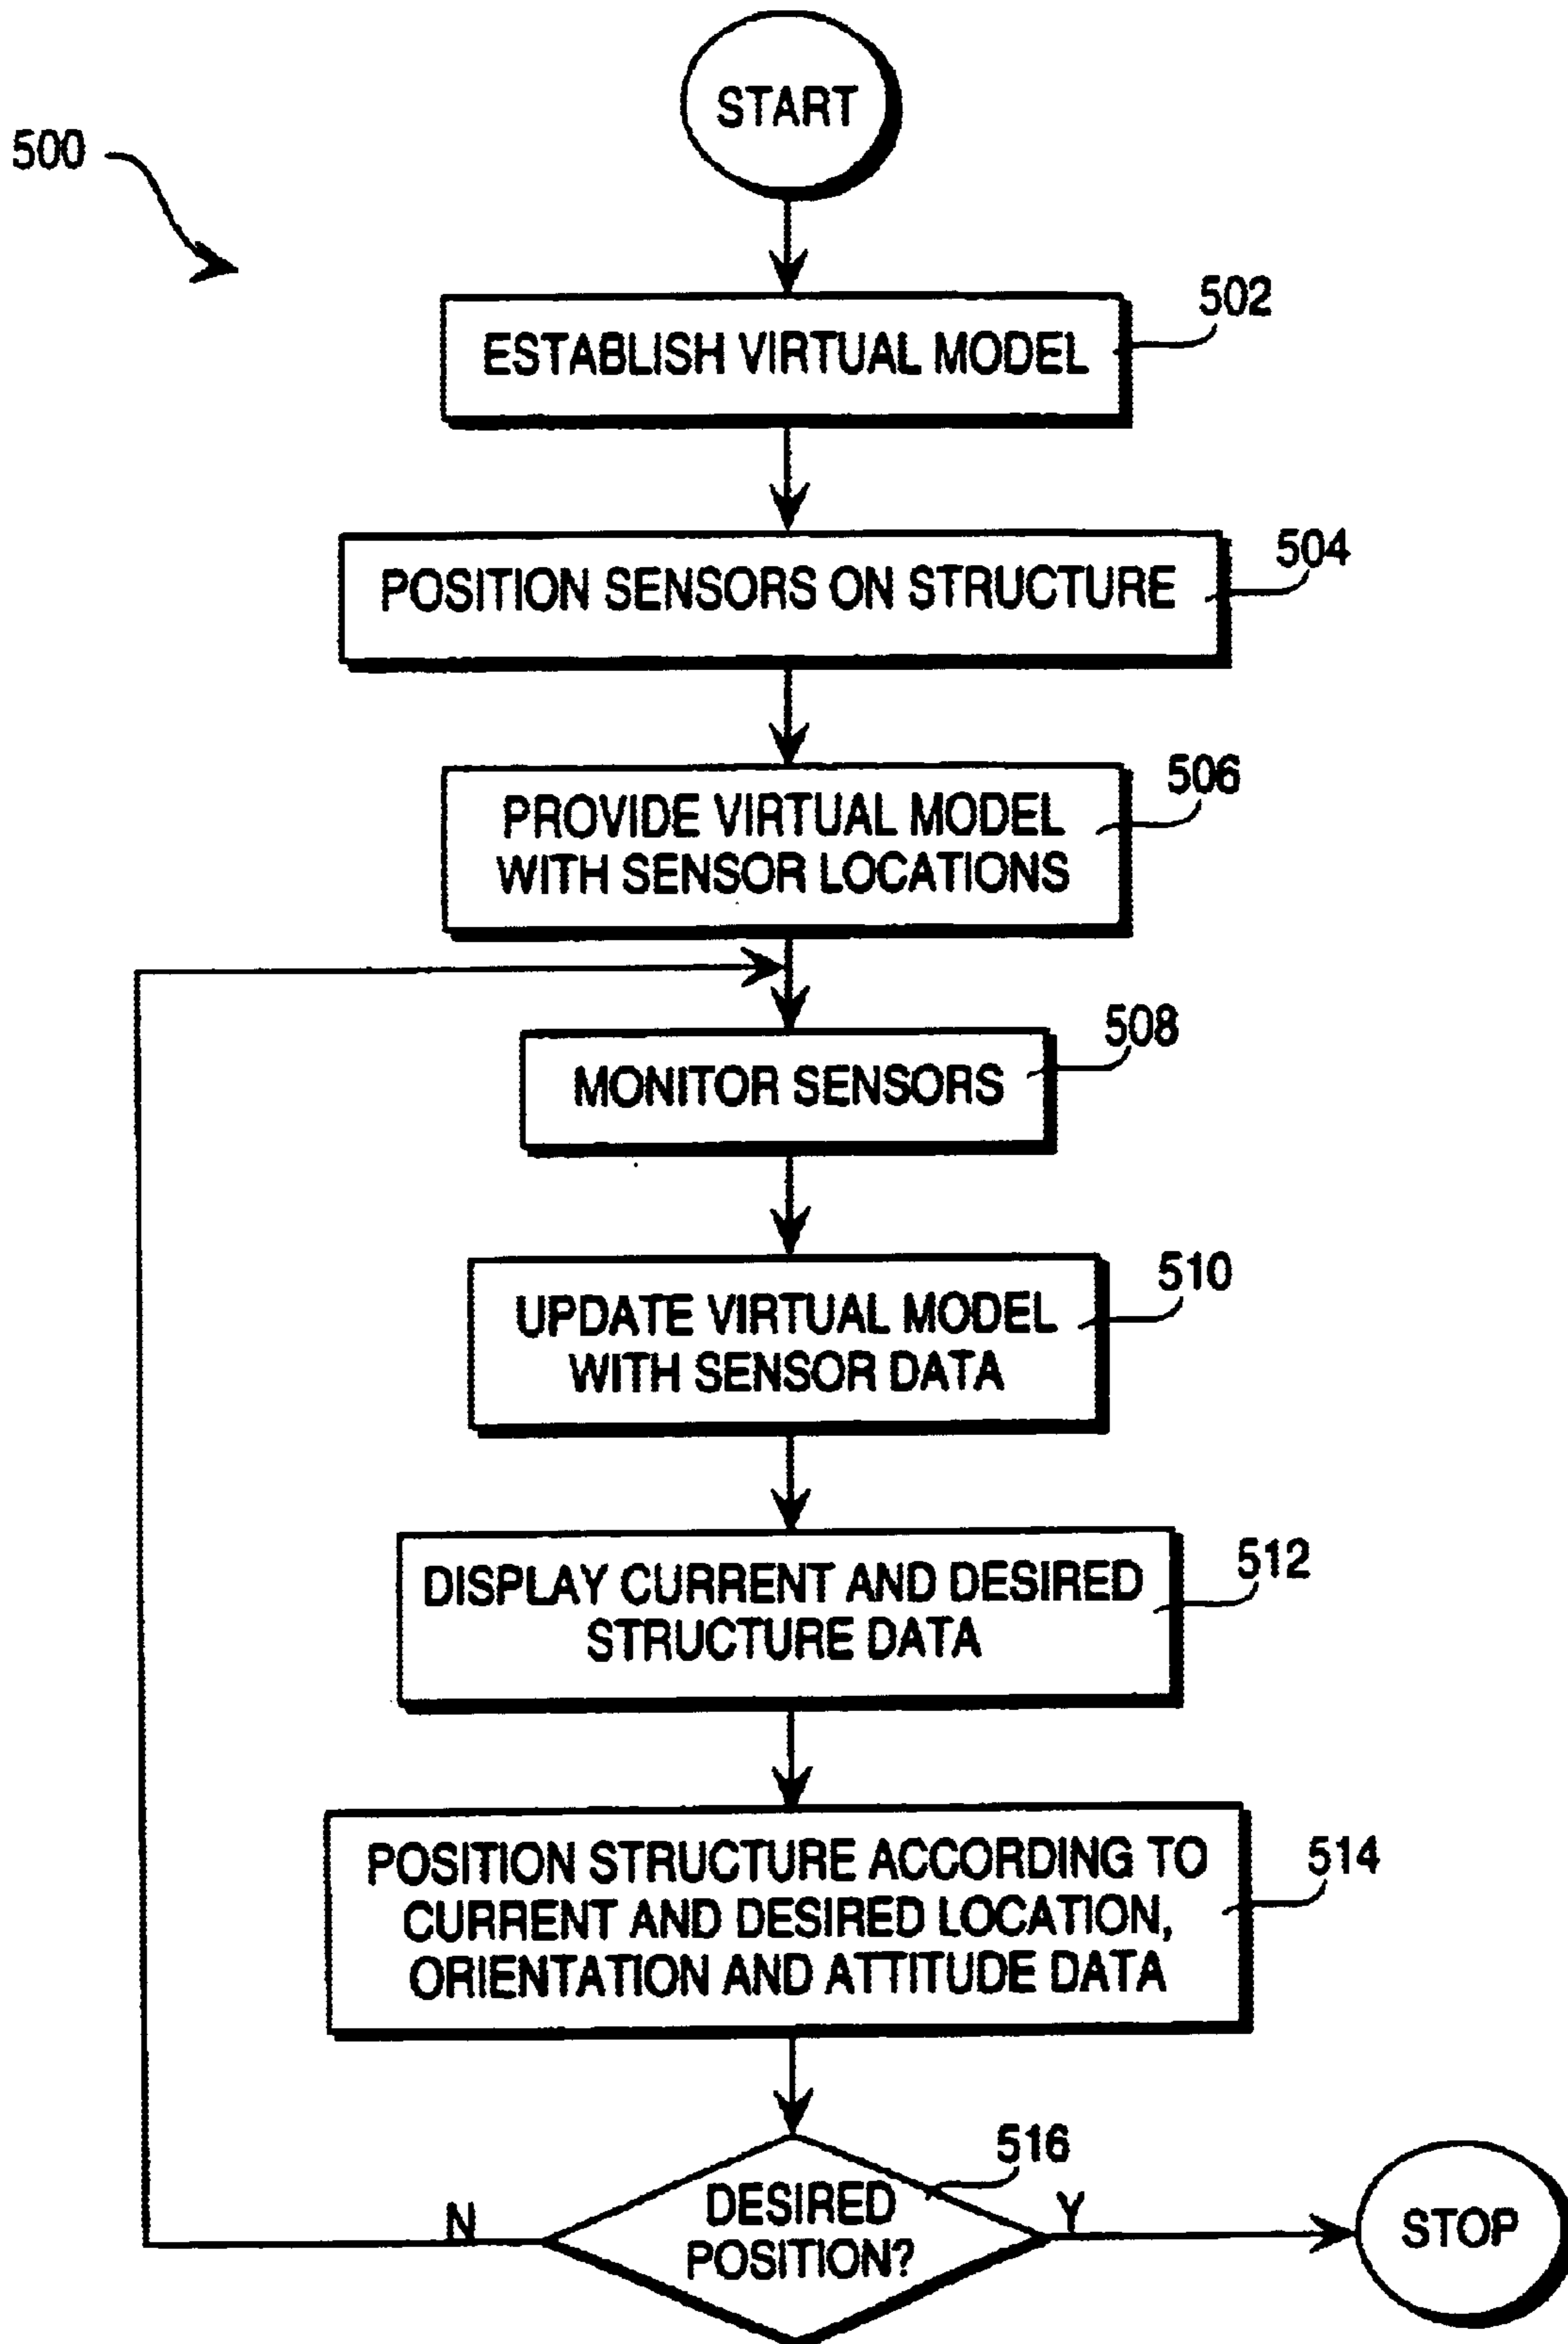 START
500
502
ESTABLISH VIRTUAL MODEL
504
POSITION SENSORS ON STRUCTURE
506
PROVIDE VIRTUAL MODEL
WITH SENSOR LOCATIONS
508
MONITOR SENSORS
510
UPDATE VIRTUAL MODEL
WITH SENSOR DATA
512
DISPLAY CURRENT AND DESIRED
STRUCTURE DATA
514
POSITION STRUCTURE ACCORDING TO
CURRENT AND DESIRED LOCATION,
ORIENTATION AND ATTITUDE DATA
516
DESIRED
POSITION?
N
Y
STOP